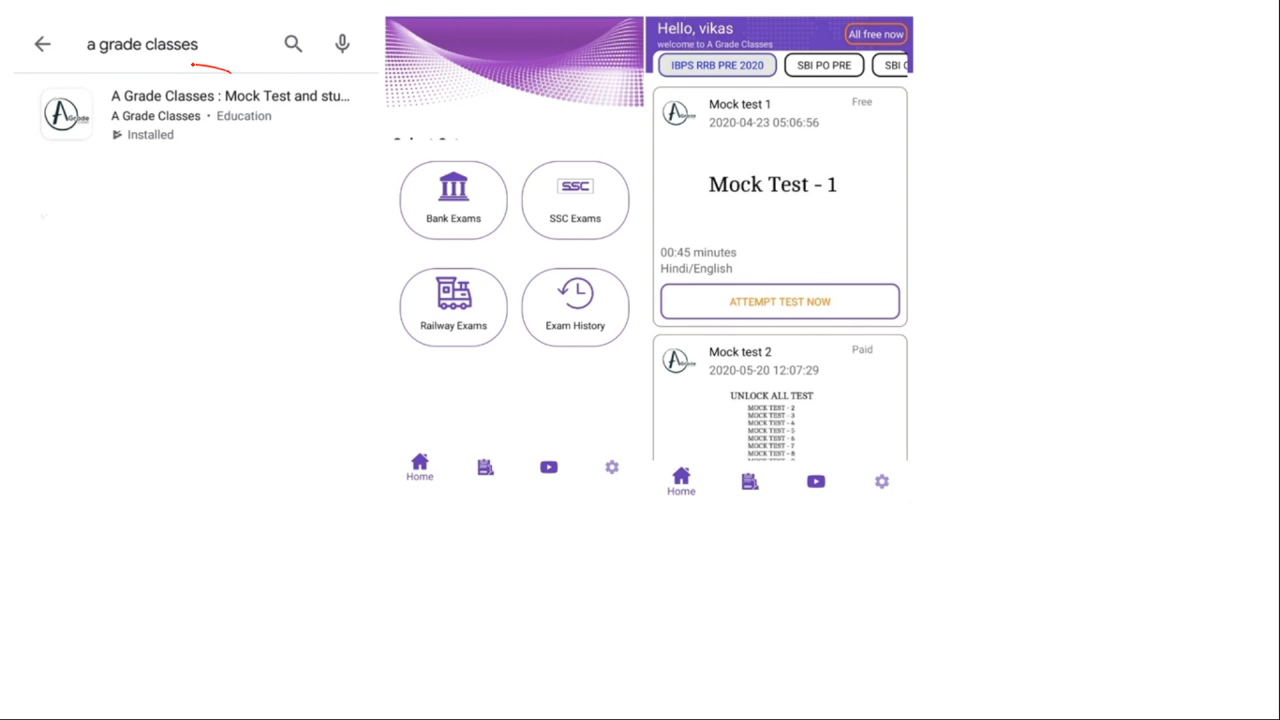 a grade classes
A Grade Classes : Mock Test and stu...
A Grade Classes • Education
Installed
Bank Exams
SSC
SSC Exams
Railway Exams
Exam History
Home
Hello, vikas
welcome to A Grade Classes
All free now
IBPS RRB PRE 2020
SBI PO PRE
SBI
Mock test 1
Free
2020-04-23 05:06:56
Mock Test - 1
00:45 minutes
Hindi/English
ATTEMPT TEST NOW
Mock test 2
Paid
2020-05-20 12:07:29
UNLOCK ALL TEST
MOCK TEST - 2
MOCK TEST - 3
MOCK TEST - 4
MOCK TEST - 5
MOCK TEST - 6
MOCK TEST - 7
MOCK TEST - 8
Home